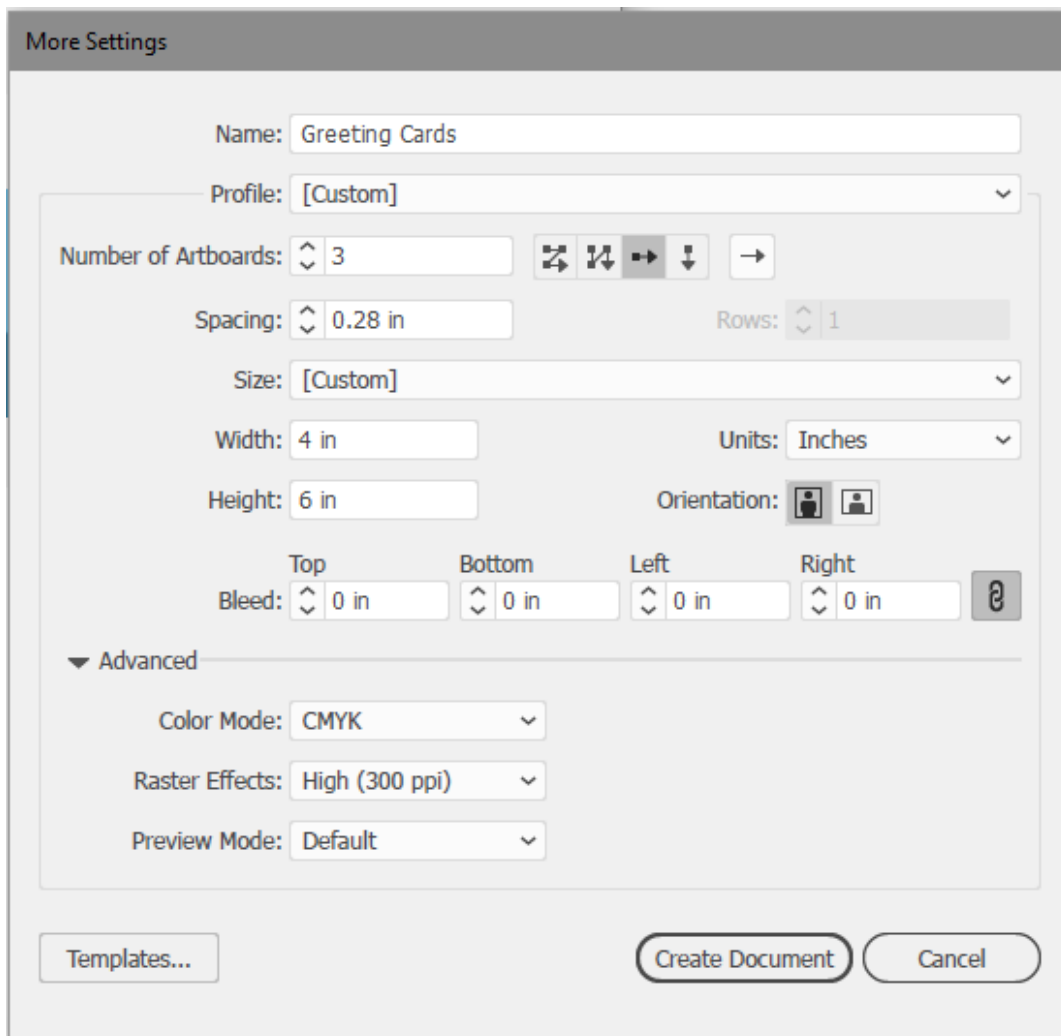 More Settings
Name: Greeting Cards
Profile: [Custom]
Number of Artboards: 3
Spacing: 0.28 in Rows: 1
Size: [Custom]
Width: 4 in Units: Inches
Height: 6 in Orientation:
Top Bottom Left Right
Bleed: 0 in 0 in 0 in 0 in
Advanced
Color Mode: CMYK
Raster Effects: High (300 ppi)
Preview Mode: Default
Templates... Create Document Cancel